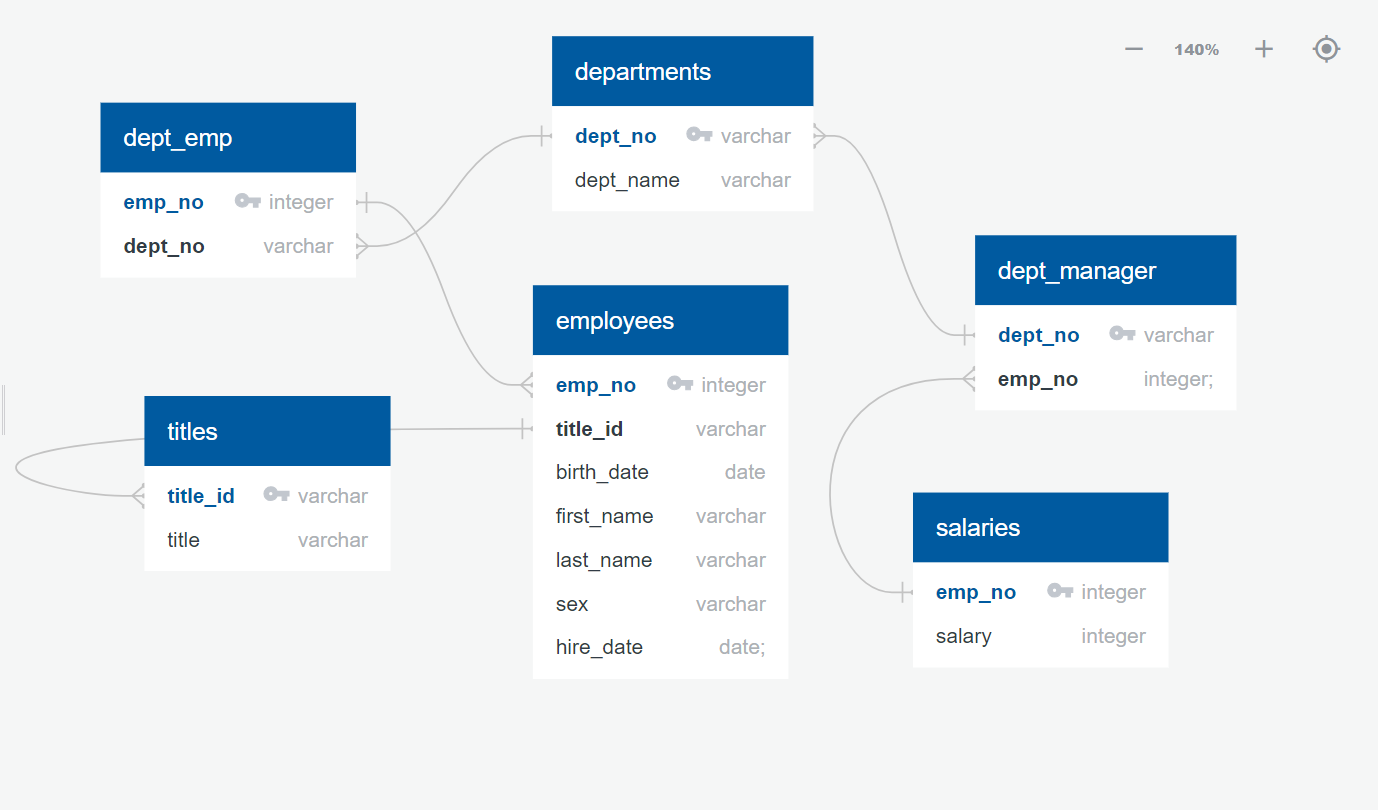 140%
departments
dept_no varchar
dept_name varchar
dept_emp
emp_no integer
dept_no varchar
dept_manager
dept_no varchar
emp_no integer;
employees
emp_no integer
title_id varchar
birth_date date
first_name varchar
last_name varchar
sex varchar
hire_date date;
titles
title_id varchar
title varchar
salaries
emp_no integer
salary integer